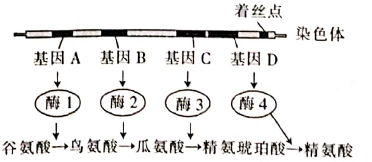 着丝点
染色体
基因A 基因B 基因C 基因D
酶1 酶2 酶3 酶4
谷氨酸→鸟氨酸→瓜氨酸→精氨琥珀酸→精氨酸